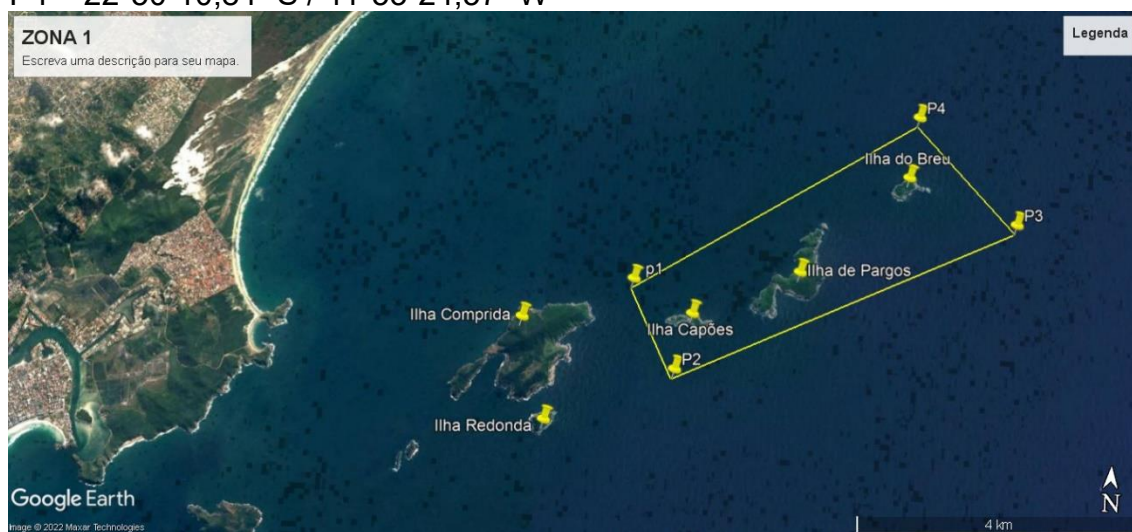 ZONA 1
Escreva uma descrição para seu mapa.
Legenda
P4
Ilha do Breu
P3
p1
Ilha de Pargos
Ilha Comprida
Ilha Capões
P2
Ilha Redonda
Google Earth
Image © 2022 Maxar Technologies
4 km
N